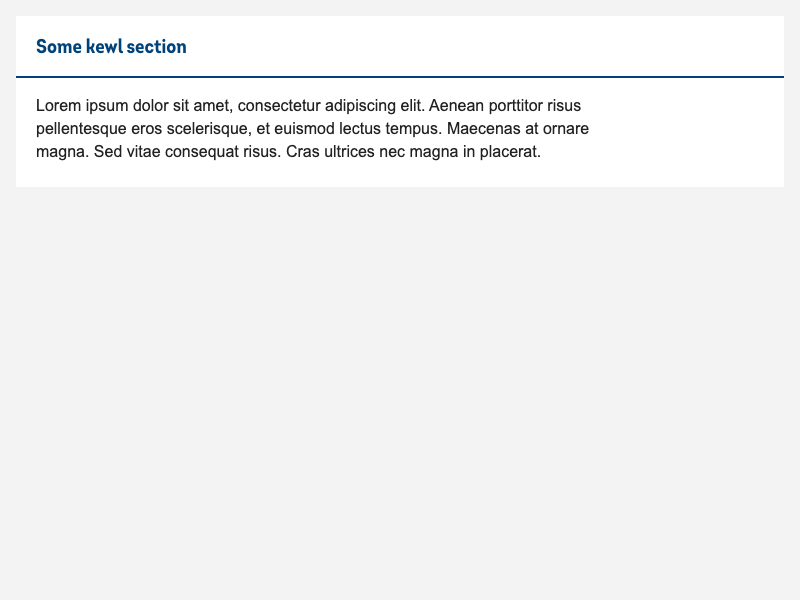 Some kewl section
Lorem ipsum dolor sit amet, consectetur adipiscing elit. Aenean porttitor risus
pellentesque eros scelerisque, et euismod lectus tempus. Maecenas at ornare
magna. Sed vitae consequat risus. Cras ultrices nec magna in placerat.